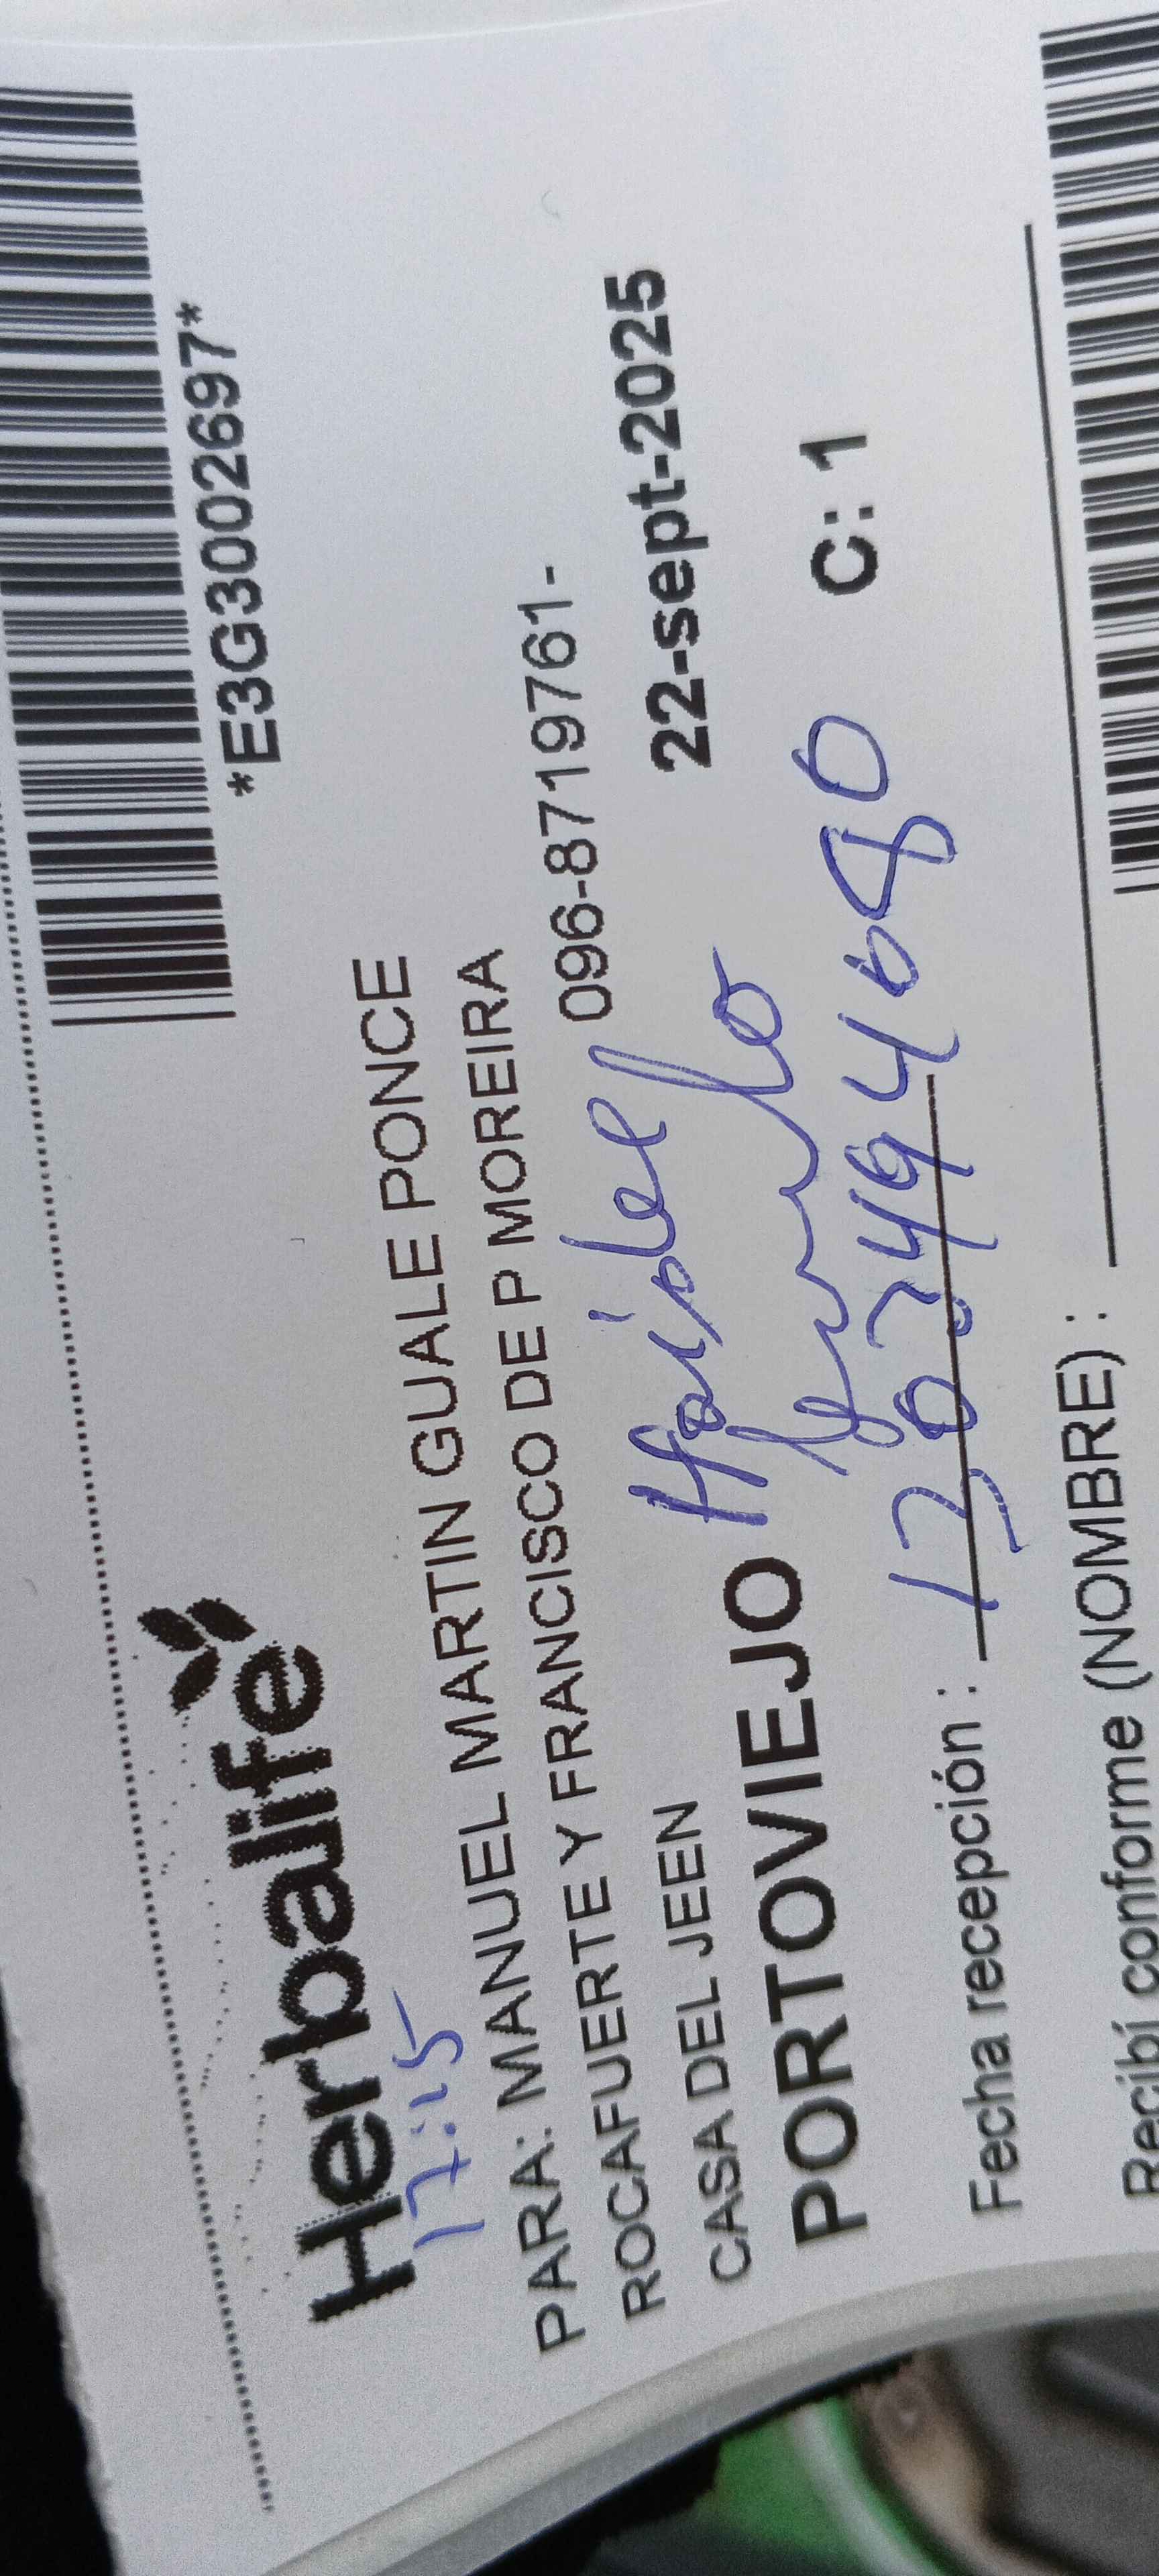 *E3G3002697*
Herbalife
17:15
PARA: MANUEL MARTIN GUALE PONCE
ROCAFUERTE Y FRANCISCO DE P MOREIRA
CASA DEL JEEN 096-8719761-
PORTOVIEJO 22-sept-2025
C: 1
Fecha recepción :
Recibí conforme (NOMBRE) :